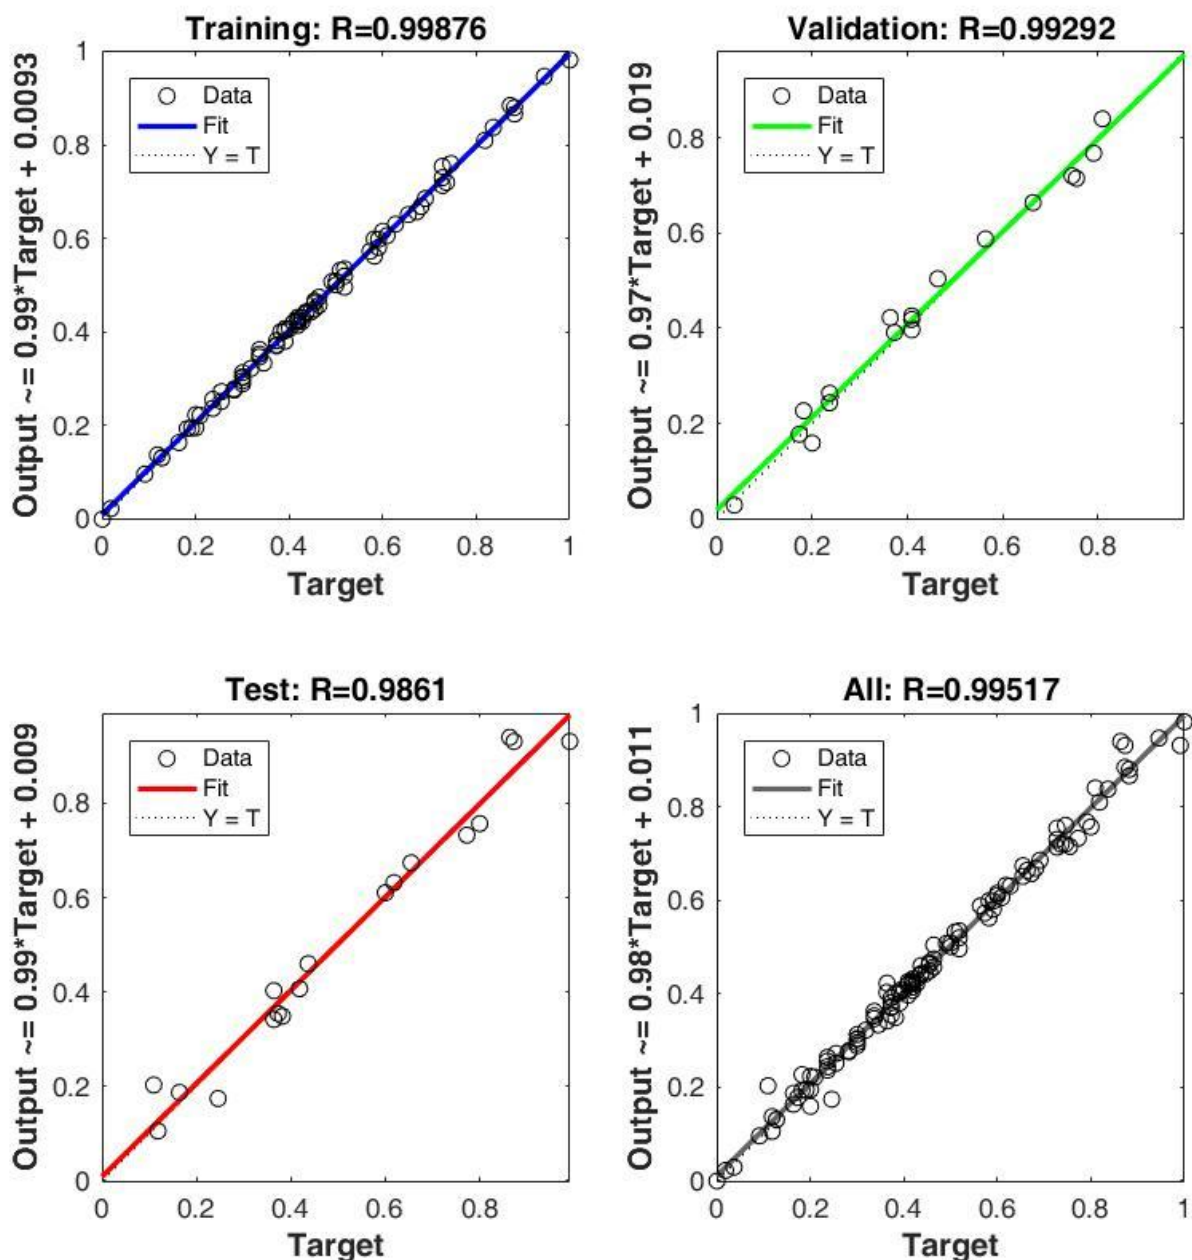 Training: R=0.99876
Output ~= 0.99*Target + 0.0093
1
0.8
0.6
0.4
0.2
0
Data
Fit
Y = T
0 0.2 0.4 0.6 0.8 1
Target
Validation: R=0.99292
Output ~= 0.97*Target + 0.019
0.8
0.6
0.4
0.2
0
Data
Fit
Y = T
0 0.2 0.4 0.6 0.8
Target
Test: R=0.9861
Output ~= 0.99*Target + 0.009
0.8
0.6
0.4
0.2
0
Data
Fit
Y = T
0 0.2 0.4 0.6 0.8
Target
All: R=0.99517
Output ~= 0.98*Target + 0.011
1
0.8
0.6
0.4
0.2
0
Data
Fit
Y = T
0 0.2 0.4 0.6 0.8 1
Target